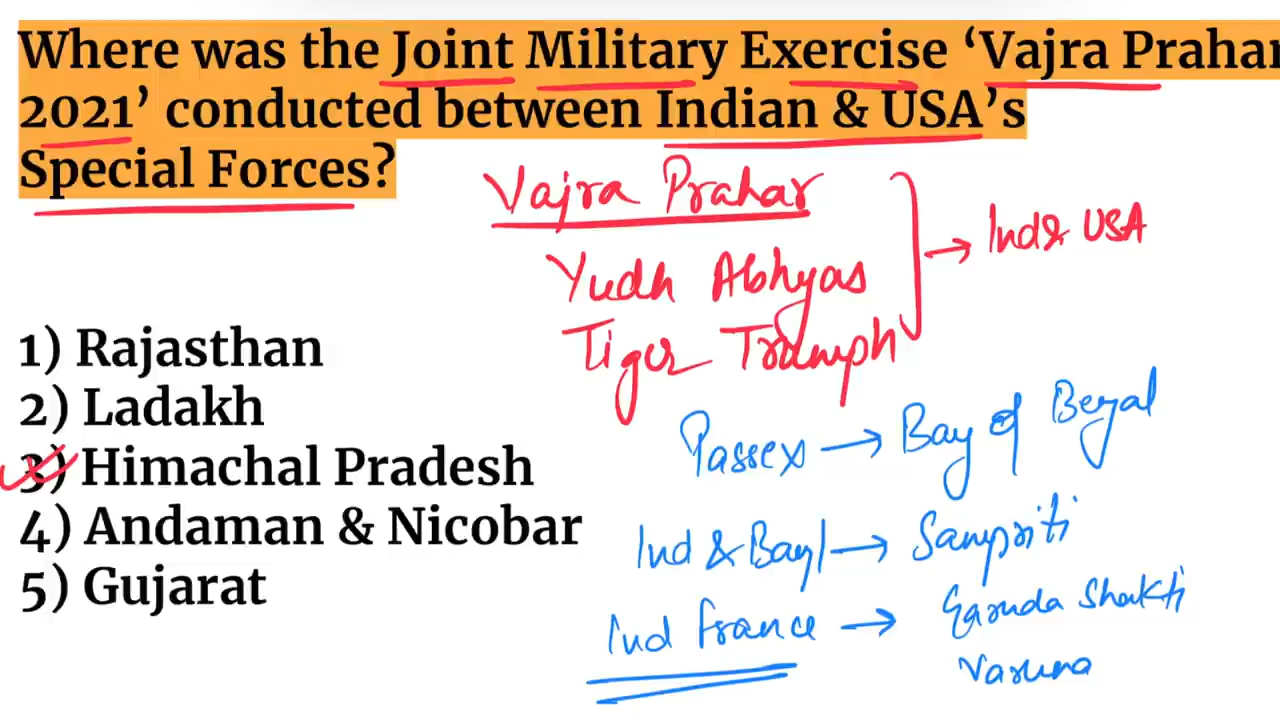 Where was the Joint Military Exercise ‘Vajra Prahar
2021’ conducted between Indian & USA’s
Special Forces?
Vajra Prahar
Yudh Abhyas
Tiger Triumph
Ind & USA
1) Rajasthan
2) Ladakh
3) Himachal Pradesh
4) Andaman & Nicobar
5) Gujarat
Passex → Bay of Bengal
Ind & Bangl → Sampriti
Ind France → Garuda Shakti
Varuna